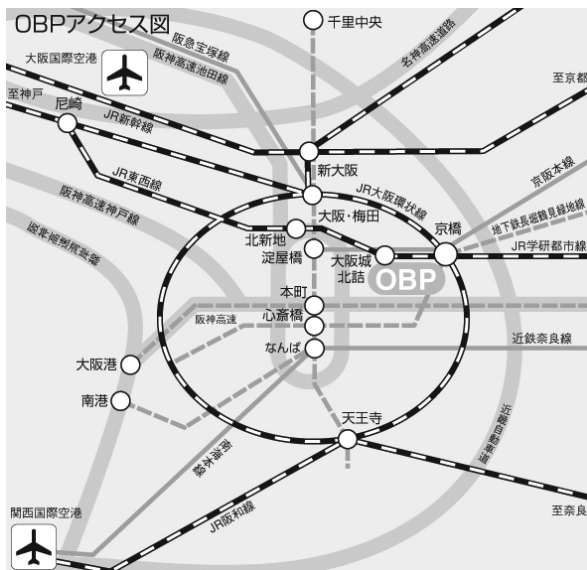 OBPアクセス図
千里中央
阪急宝塚線
阪神高速池田線
名神高速道路
大阪国際空港
至神戸
尼崎
JR新幹線
至京都
新大阪
JR東西線
JR大阪環状線
京阪本線
大阪・梅田
地下鉄長堀鶴見緑地線
阪神高速神戸線
北新地
淀屋橋
京橋
大阪城
北詰
JR学研都市線
OBP
阪神高速湾岸線
本町
心斎橋
阪神高速
なんば
近鉄奈良線
大阪港
南港
天王寺
近畿自動車道
南海本線
関西国際空港
JR阪和線
至奈良